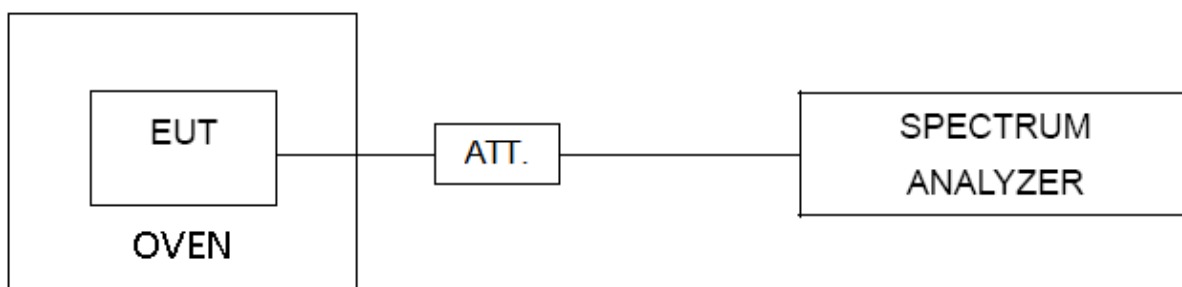 EUT
OVEN
ATT.
SPECTRUM
ANALYZER